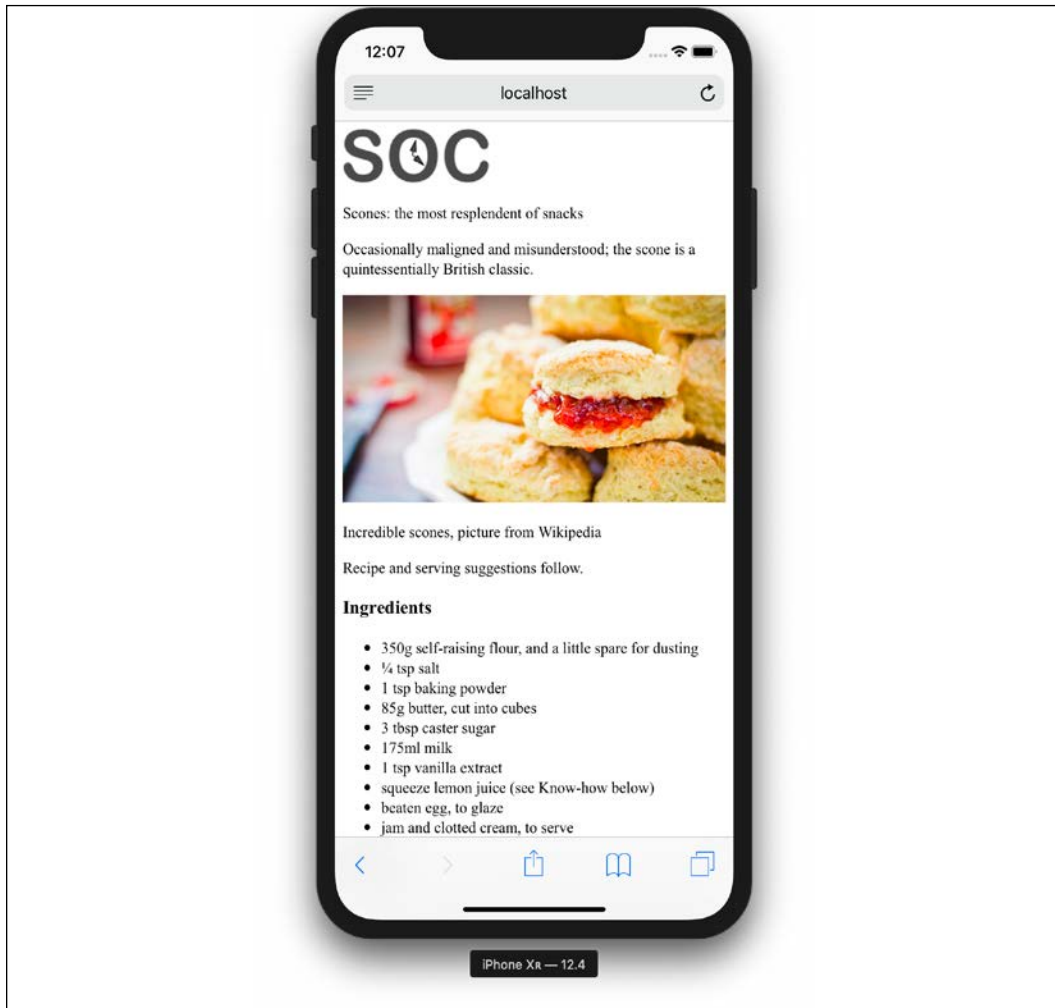 12:07
localhost
SOC
Scones: the most resplendent of snacks
Occasionally maligned and misunderstood; the scone is a
quintessentially British classic.
Incredible scones, picture from Wikipedia
Recipe and serving suggestions follow.
Ingredients
• 350g self-raising flour, and a little spare for dusting
• ¼ tsp salt
• 1 tsp baking powder
• 85g butter, cut into cubes
• 3 tbsp caster sugar
• 175ml milk
• 1 tsp vanilla extract
• squeeze lemon juice (see Know-how below)
• beaten egg, to glaze
• jam and clotted cream, to serve
iPhone Xʀ — 12.4